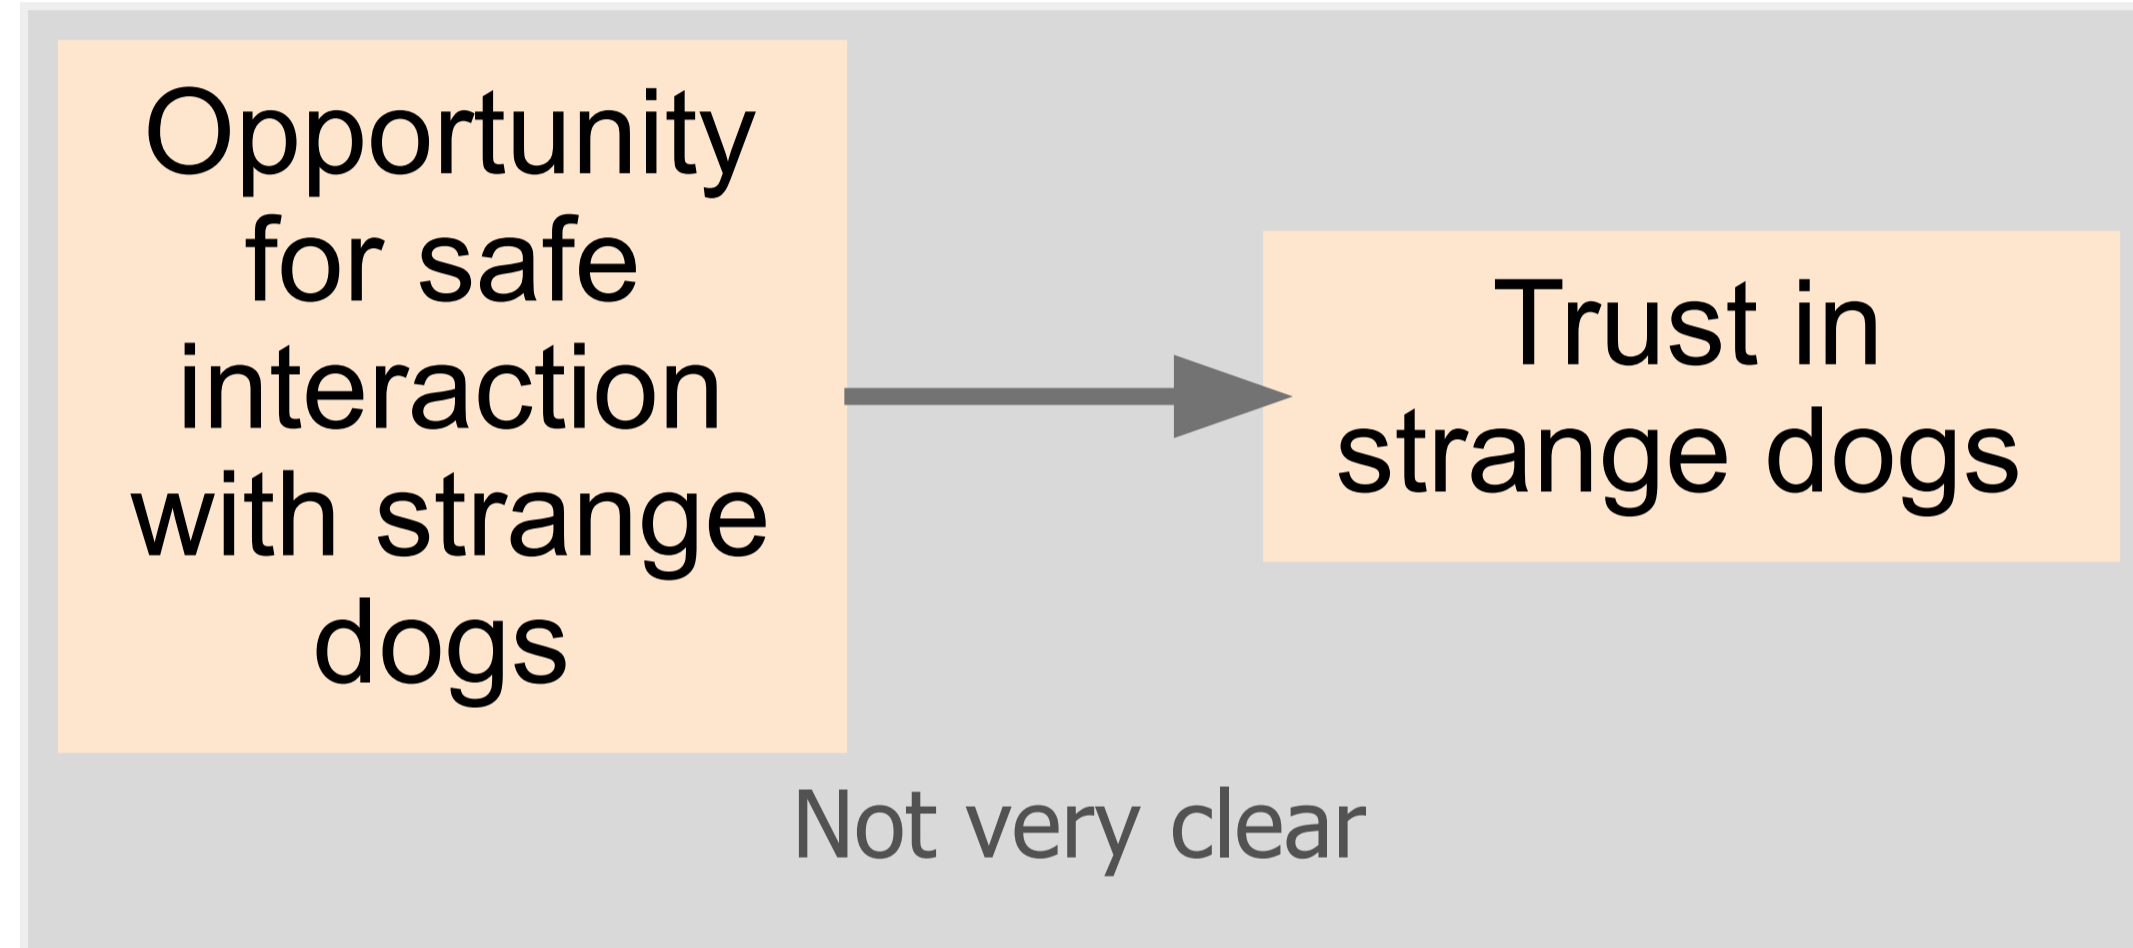 Opportunity
for safe
interaction
with strange
dogs
Trust in
strange dogs
Not very clear